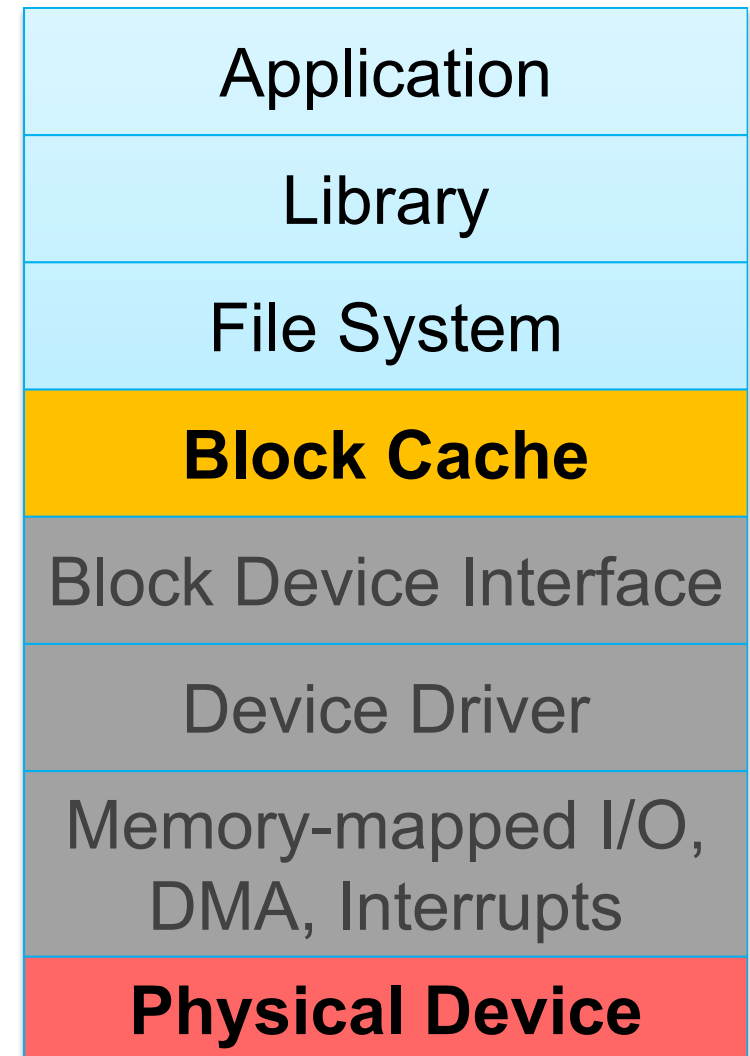 Application
Library
File System
Block Cache
Block Device Interface
Device Driver
Memory-mapped I/O,
DMA, Interrupts
Physical Device